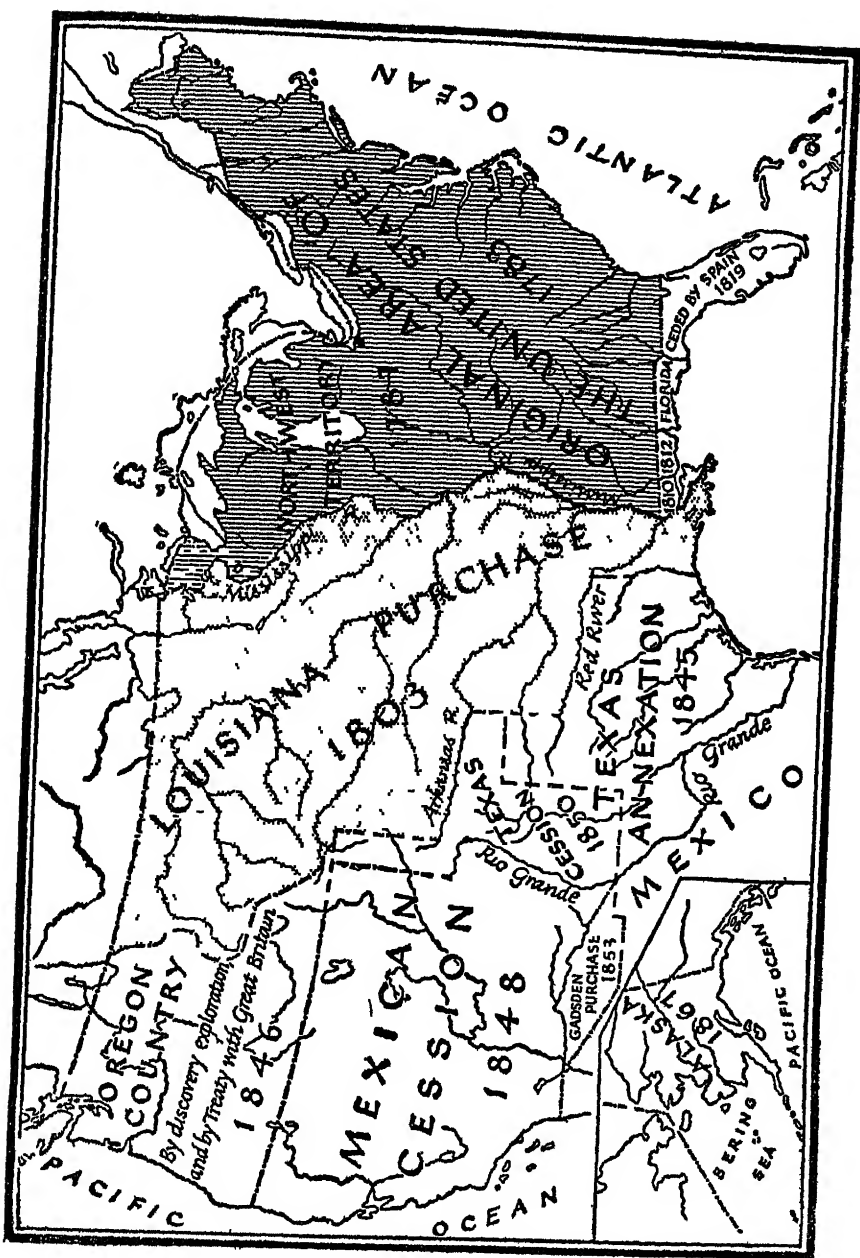 ATLANTIC OCEAN
ORIGINAL AREA OF
THE UNITED STATES
1783
NORTHWEST
TERRITORY
1787
Mississippi
Mississippi R.
1810 1812 FLORIDA CEDED BY SPAIN
1819
LOUISIANA PURCHASE
1803
Arkansas R.
Red River
TEXAS
CESSION
1850
TEXAS
ANNEXATION
1845
Rio Grande
Rio Grande
MEXICO
OREGON
COUNTRY
By discovery exploration,
and by Treaty with Great Britain
1846
MEXICAN
CESSION
1848
GADSDEN
PURCHASE
1853
PACIFIC OCEAN
ALASKA
1867
BERING
SEA
PACIFIC OCEAN